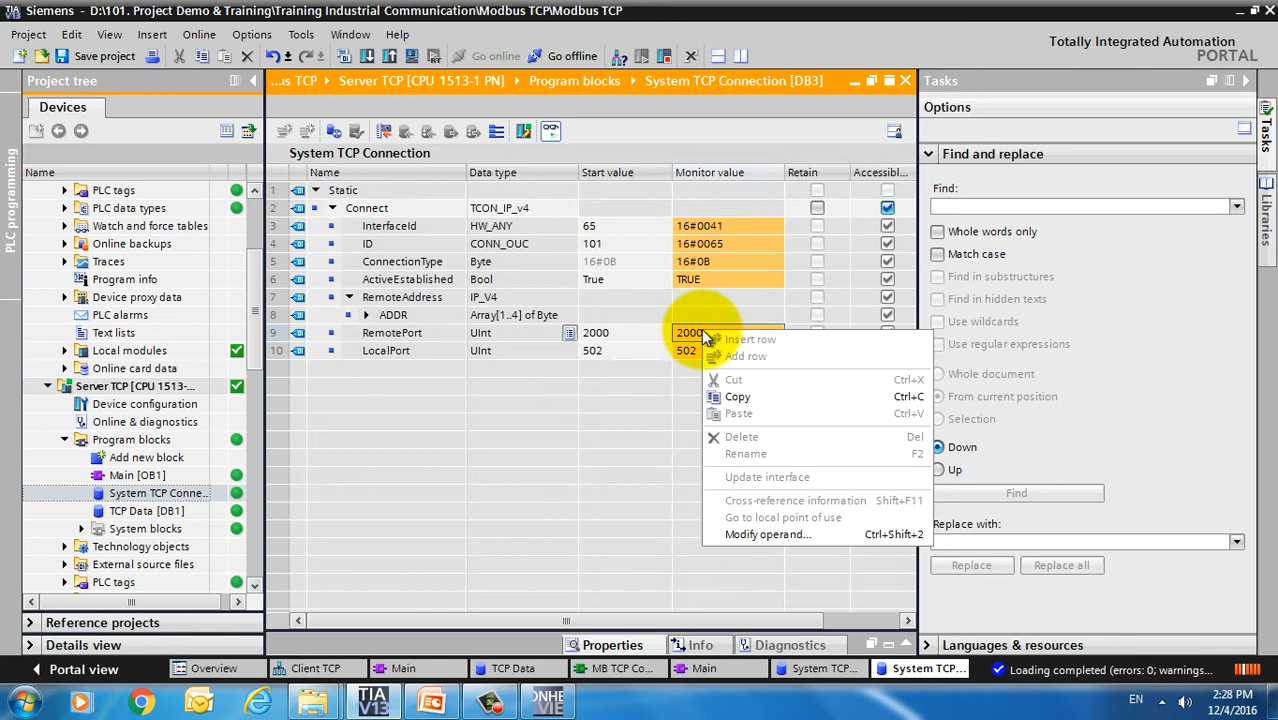 Siemens - D:\101. Project Demo & Training\Training Industrial Communication\Modbus TCP\Modbus TCP
Project Edit View Insert Online Options Tools Window Help
Totally Integrated Automation
PORTAL
Save project Go online Go offline
Project tree
...us TCP Server TCP [CPU 1513-1 PN] Program blocks System TCP Connection [DB3]
Tasks
Devices
Options
System TCP Connection
Find and replace
Name
Name Data type Start value Monitor value Retain Accessibl...
PLC tags
1 Static
Find:
PLC data types
2 Connect TCON_IP_v4
Watch and force tables
3 InterfaceId HW_ANY 65 16#0041
Whole words only
Online backups
4 ID CONN_OUC 101 16#0065
Match case
Traces
5 ConnectionType Byte 16#0B 16#0B
Find in substructures
Program info
6 ActiveEstablished Bool True TRUE
Find in hidden texts
Device proxy data
7 RemoteAddress IP_V4
Use wildcards
PLC alarms
8 ADDR Array[1..4] of Byte
Use regular expressions
Text lists
9 RemotePort UInt 2000 2000
Local modules
10 LocalPort UInt 502 502
Online card data
Server TCP [CPU 1513-...
Device configuration
Online & diagnostics
Program blocks
Add new block
Main [OB1]
System TCP Conne...
TCP Data [DB1]
System blocks
Technology objects
External source files
PLC tags
Insert row
Add row
Cut Ctrl+X
Copy Ctrl+C
Paste Ctrl+V
Delete Del
Rename F2
Update interface
Cross-reference information Shift+F11
Go to local point of use
Modify operand... Ctrl+Shift+2
Whole document
From current position
Selection
Down
Up
Find
Replace with:
Replace Replace all
Tasks
Libraries
PLC programming
Reference projects
Details view
Properties Info Diagnostics
Languages & resources
Portal view Overview Client TCP Main TCP Data MB TCP Co... Main System TCP... System TCP... Loading completed (errors: 0; warnings...
TIA V13
EN 2:28 PM
12/4/2016